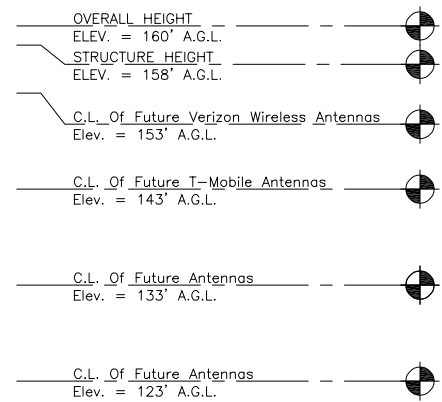 OVERALL HEIGHT
ELEV. = 160' A.G.L.
STRUCTURE HEIGHT
ELEV. = 158' A.G.L.
C.L. Of Future Verizon Wireless Antennas
Elev. = 153' A.G.L.
C.L. Of Future T-Mobile Antennas
Elev. = 143' A.G.L.
C.L. Of Future Antennas
Elev. = 133' A.G.L.
C.L. Of Future Antennas
Elev. = 123' A.G.L.